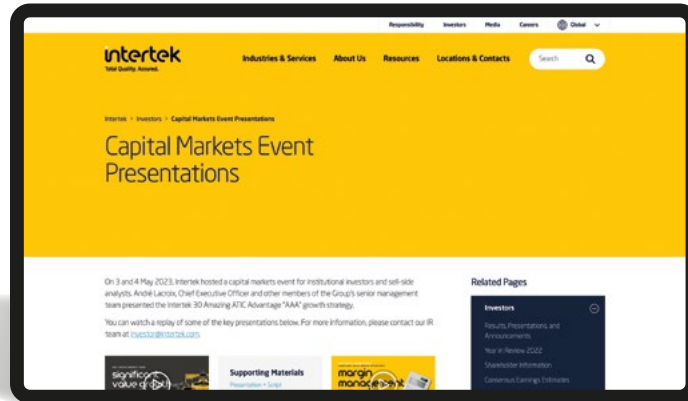 Responsibility Investors Media Careers Global
intertek
Total Quality. Assured.
Industries & Services About Us Resources Locations & Contacts Search
Intertek > Investors > Capital Markets Event Presentations
Capital Markets Event
Presentations
On 3 and 4 May 2023, Intertek hosted a capital markets event for institutional investors and sell-side
analysts. André Lacroix, Chief Executive Officer and other members of the Group's senior management
team presented the Intertek 30 Amazing ATIC Advantage "AAA" growth strategy.
You can watch a replay of some of the key presentations below. For more information, please contact our IR
team at investor@intertek.com.
Related Pages
Investors
Results, Presentations, and
Announcements
Year in Review 2022
Shareholder Information
Consensus Earnings Estimates
significant
value growth
Supporting Materials
Presentation + Script
margin
management